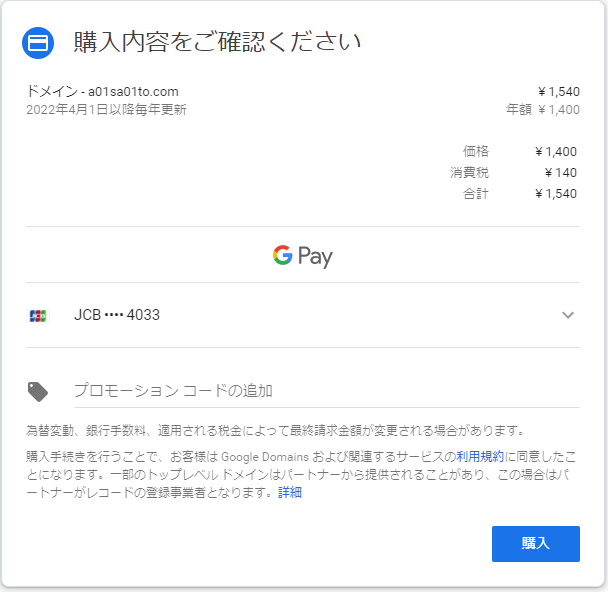 購入内容をご確認ください
ドメイン - a01sa01to.com ¥1,540
2022年4月1日以降毎年更新 年額 ¥1,400
価格 ¥1,400
消費税 ¥140
合計 ¥1,540
G Pay
JCB JCB •••• 4033
プロモーション コードの追加
為替変動、銀行手数料、適用される税金によって最終請求金額が変更される場合があります。
購入手続きを行うことで、お客様は Google Domains および関連するサービスの利用規約に同意したこ
とになります。一部のトップレベル ドメインはパートナーから提供されることがあり、この場合はパ
ートナーがレコードの登録事業者となります。詳細
購入